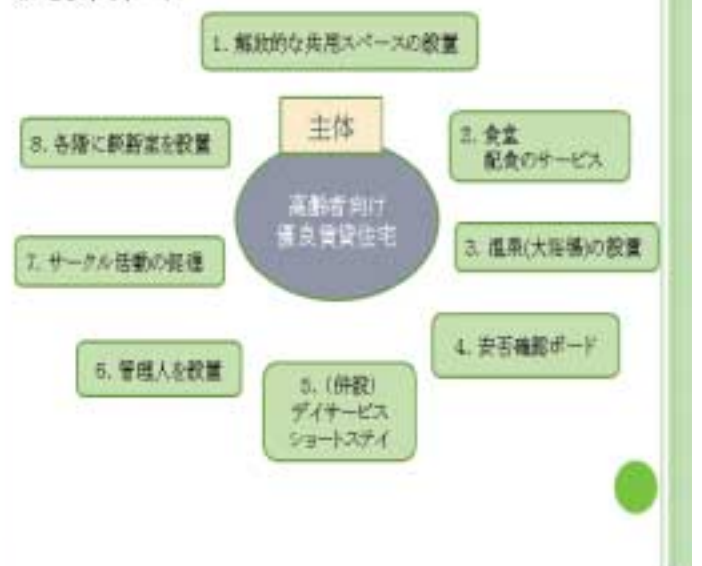 1. 解放的な共用スペースの設置
主体
高齢者向け
優良賃貸住宅
2. 食堂
配食のサービス
3. 温泉(大浴場)の設置
4. 安否確認ボード
5. (併設)
デイサービス
ショートステイ
6. 管理人を設置
7. サークル活動の促進
8. 各階に談話室を設置